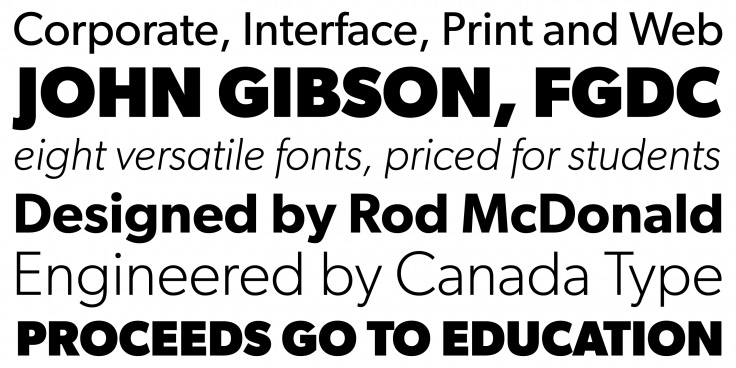 Corporate, Interface, Print and Web
JOHN GIBSON, FGDC
eight versatile fonts, priced for students
Designed by Rod McDonald
Engineered by Canada Type
PROCEEDS GO TO EDUCATION